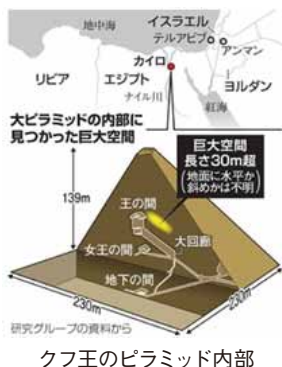 地中海
イスラエル
テルアビブ
アンマン
カイロ
リビア
エジプト
ヨルダン
ナイル川
紅海
大ピラミッドの内部に
見つかった巨大空間
巨大空間
長さ30m超
(地面に水平か
斜めかは不明)
139m
王の間
大回廊
女王の間
地下の間
230m
230m
研究グループの資料から
クフ王のピラミッド内部